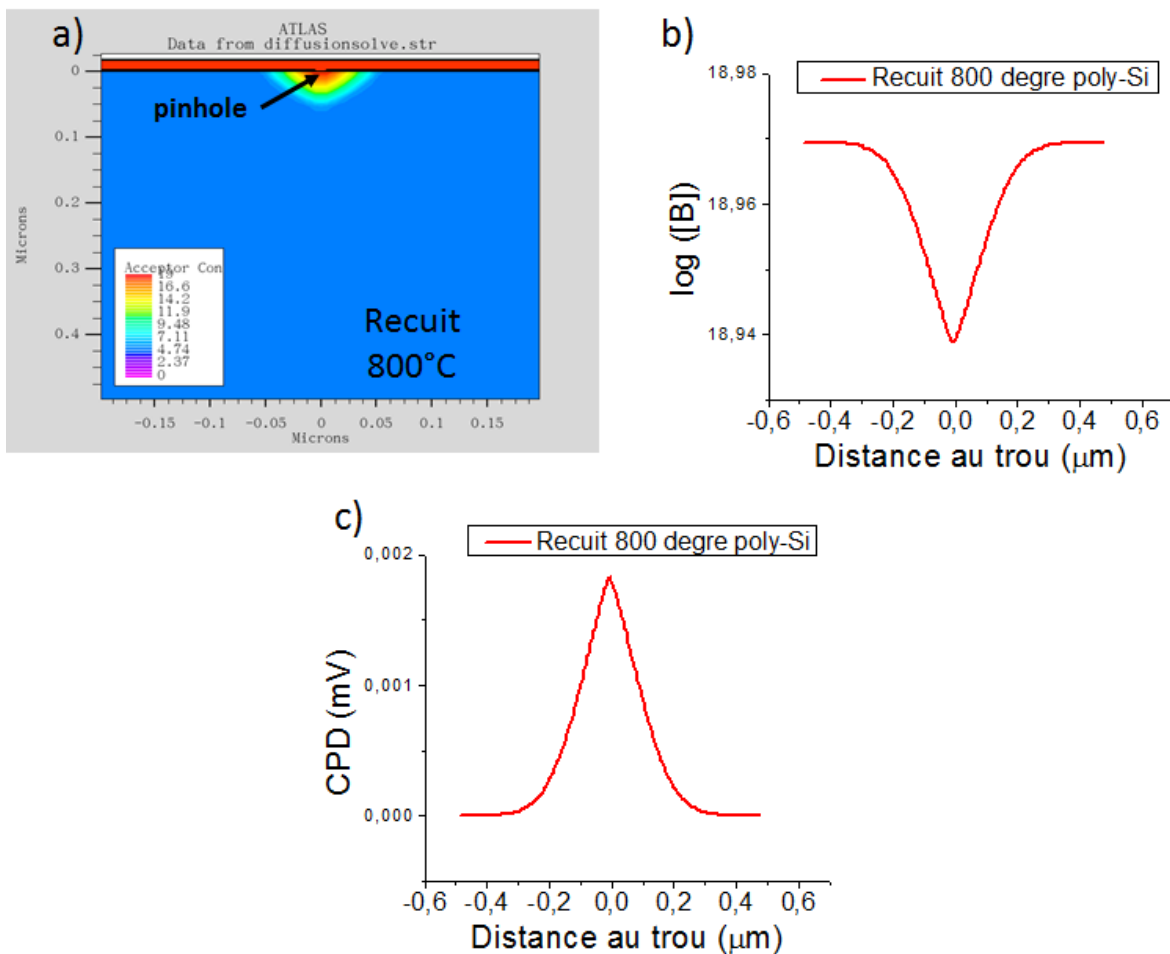 a)
ATLAS
Data from diffusionsolve.str
pinhole
0
0.1
0.2
0.3
0.4
Microns
Acceptor Con
19
16.6
14.2
11.9
9.48
7.11
4.74
2.37
0
Recuit
800°C
-0.15 -0.1 -0.05 0 0.05 0.1 0.15
Microns
b)
Recuit 800 degre poly-Si
18,98
18,96
18,94
log ([B])
-0,6 -0,4 -0,2 0,0 0,2 0,4 0,6
Distance au trou (μm)
c)
Recuit 800 degre poly-Si
0,002
0,001
0,000
CPD (mV)
-0,6 -0,4 -0,2 0,0 0,2 0,4 0,6
Distance au trou (μm)